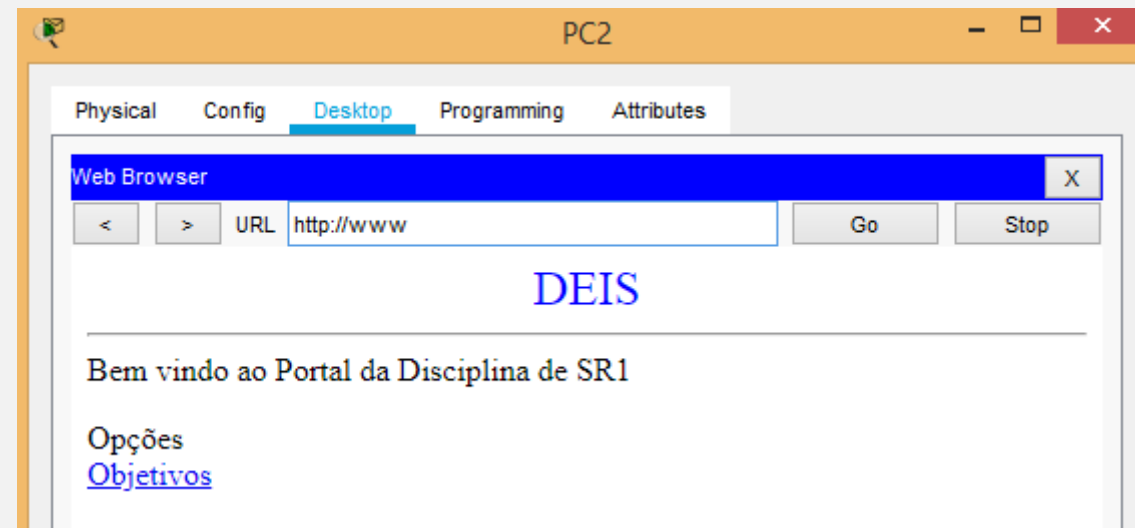 PC2
Physical Config Desktop Programming Attributes
Web Browser X
< > URL http://www Go Stop
DEIS
Bem vindo ao Portal da Disciplina de SR1
Opções
Objetivos